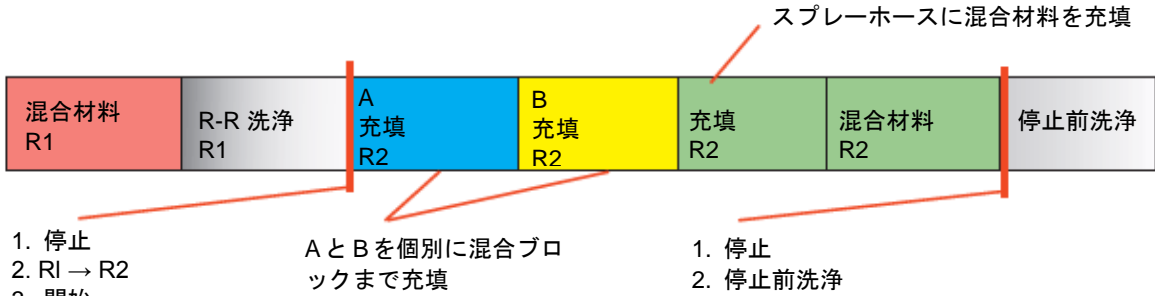 スプレーホースに混合材料を充填
混合材料
R1
R-R 洗浄
R1
A
充填
R2
B
充填
R2
充填
R2
混合材料
R2
停止前洗浄
1. 停止
2. RI → R2
AとBを個別に混合ブロ
ックまで充填
1. 停止
2. 停止前洗浄